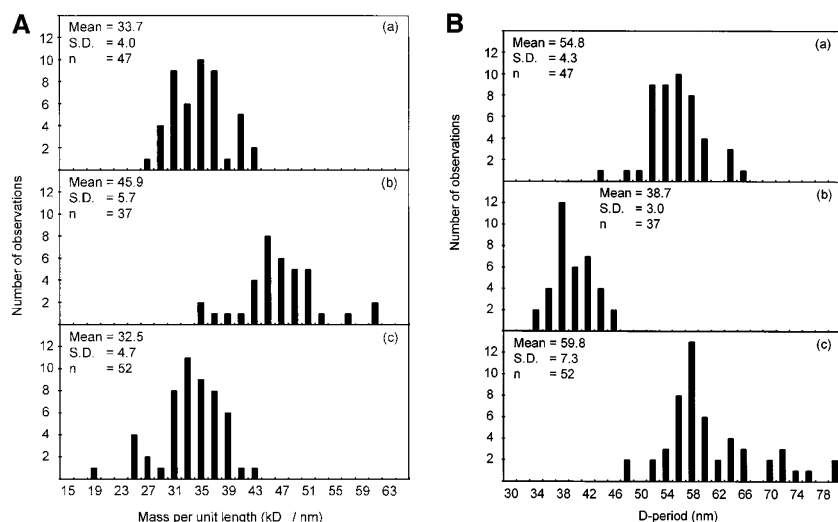 A
Number of observations
(a)
Mean = 33.7
S.D. = 4.0
n = 47
12
10
8
6
4
2
(b)
Mean = 45.9
S.D. = 5.7
n = 37
12
10
8
6
4
2
(c)
Mean = 32.5
S.D. = 4.7
n = 52
12
10
8
6
4
2
15 19 23 27 31 35 39 43 47 51 55 59 63
Mass per unit length (kD / nm)
B
Number of observations
Number of observations
(a)
Mean = 54.8
S.D. = 4.3
n = 47
12
10
8
6
4
2
(b)
Mean = 38.7
S.D. = 3.0
n = 37
12
10
8
6
4
2
(c)
Mean = 59.8
S.D. = 7.3
n = 52
12
10
8
6
4
2
30 34 38 42 46 50 54 58 62 66 70 74 78
D-period (nm)